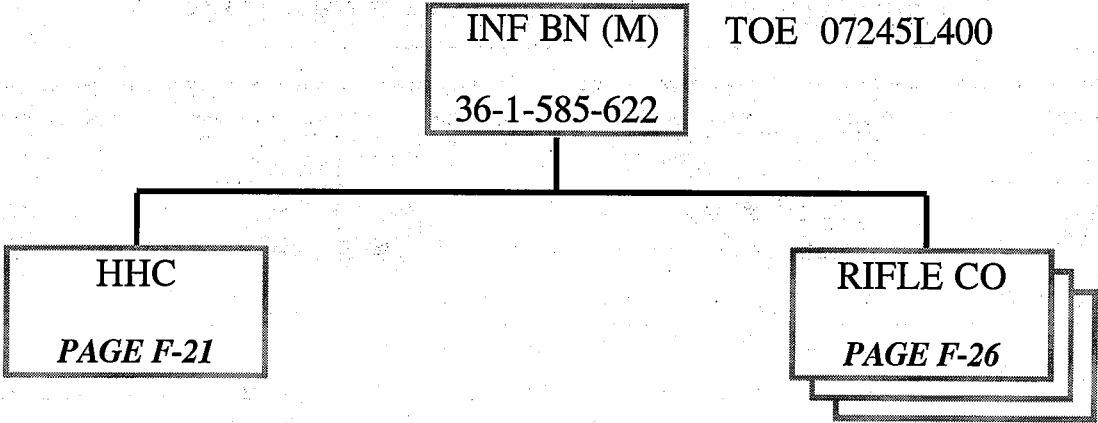 INF BN (M)
TOE 07245L400
36-1-585-622
HHC
PAGE F-21
RIFLE CO
PAGE F-26